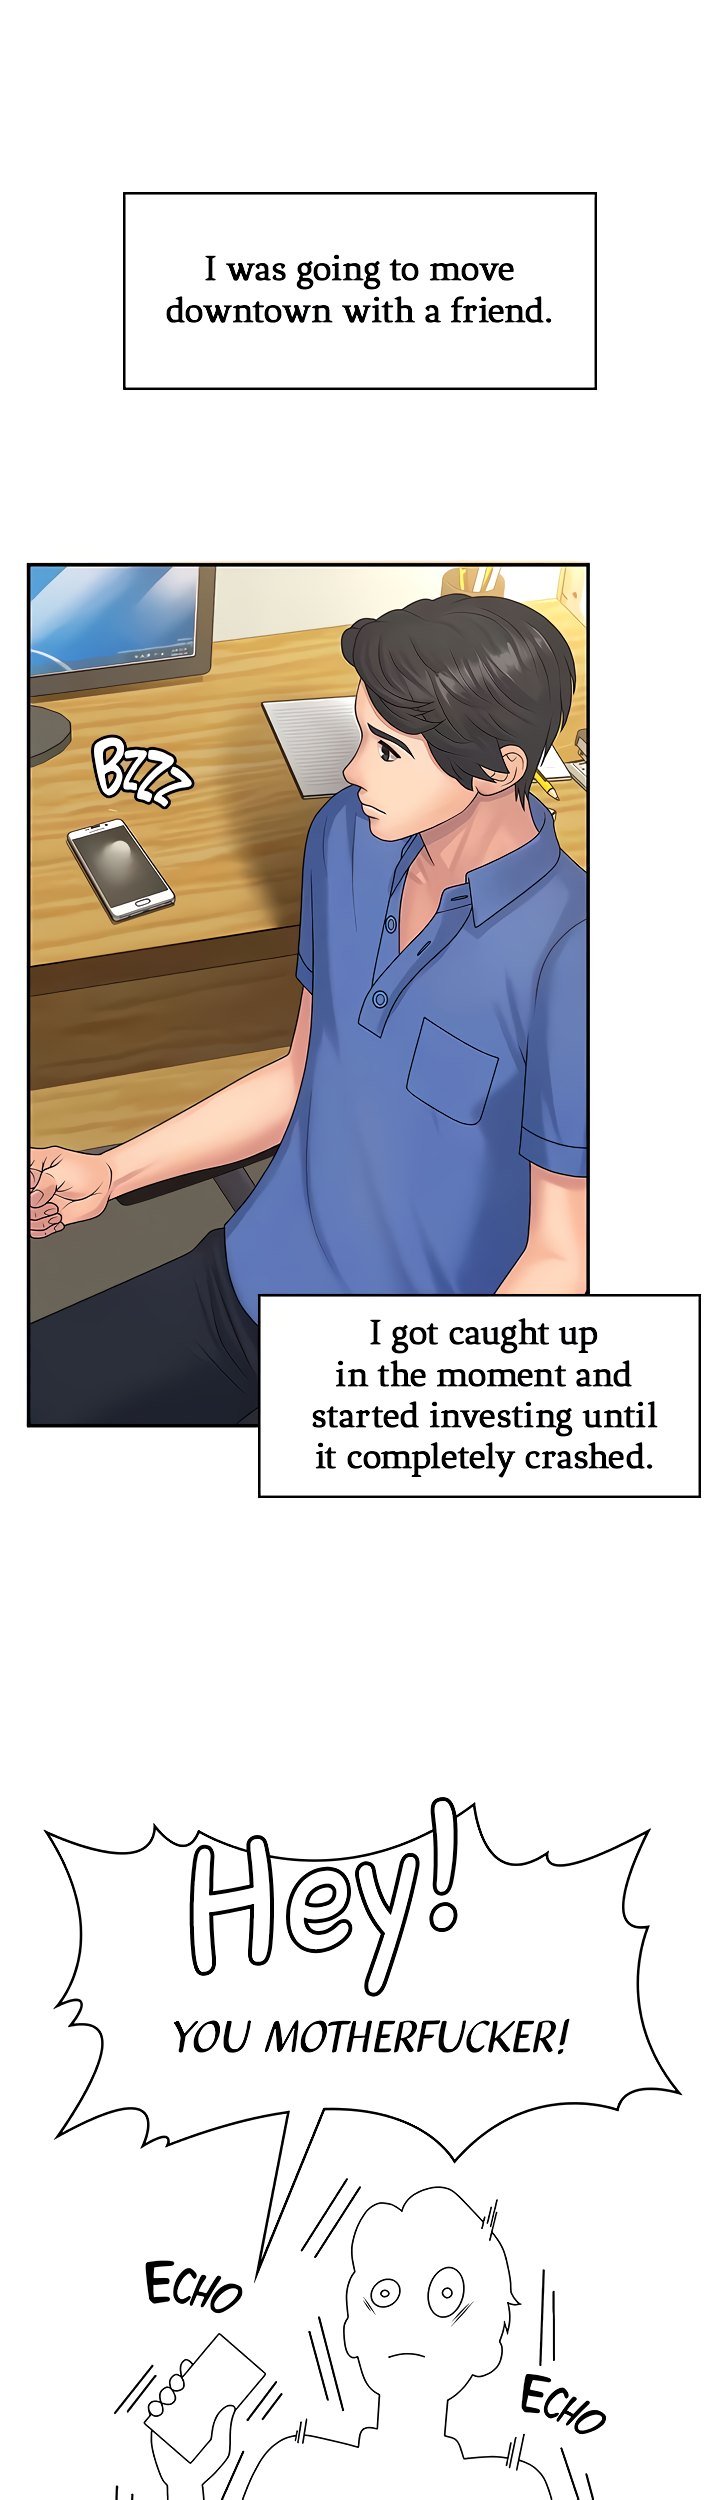 I was going to move
downtown with a friend.
BZZZ
I got caught up
in the moment and
started investing until
it completely crashed.
Hey!
YOU MOTHERFUCKER!
ECHO
ECHO